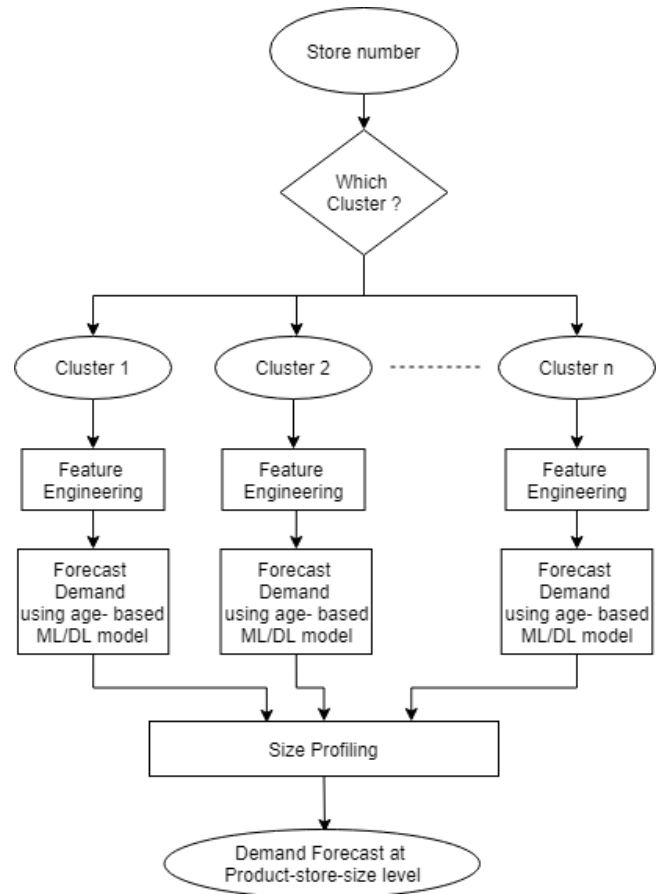 Store number
Which
Cluster ?
Cluster 1
Cluster 2
Cluster n
Feature
Engineering
Feature
Engineering
Feature
Engineering
Forecast
Demand
using age- based
ML/DL model
Forecast
Demand
using age- based
ML/DL model
Forecast
Demand
using age- based
ML/DL model
Size Profiling
Demand Forecast at
Product-store-size level